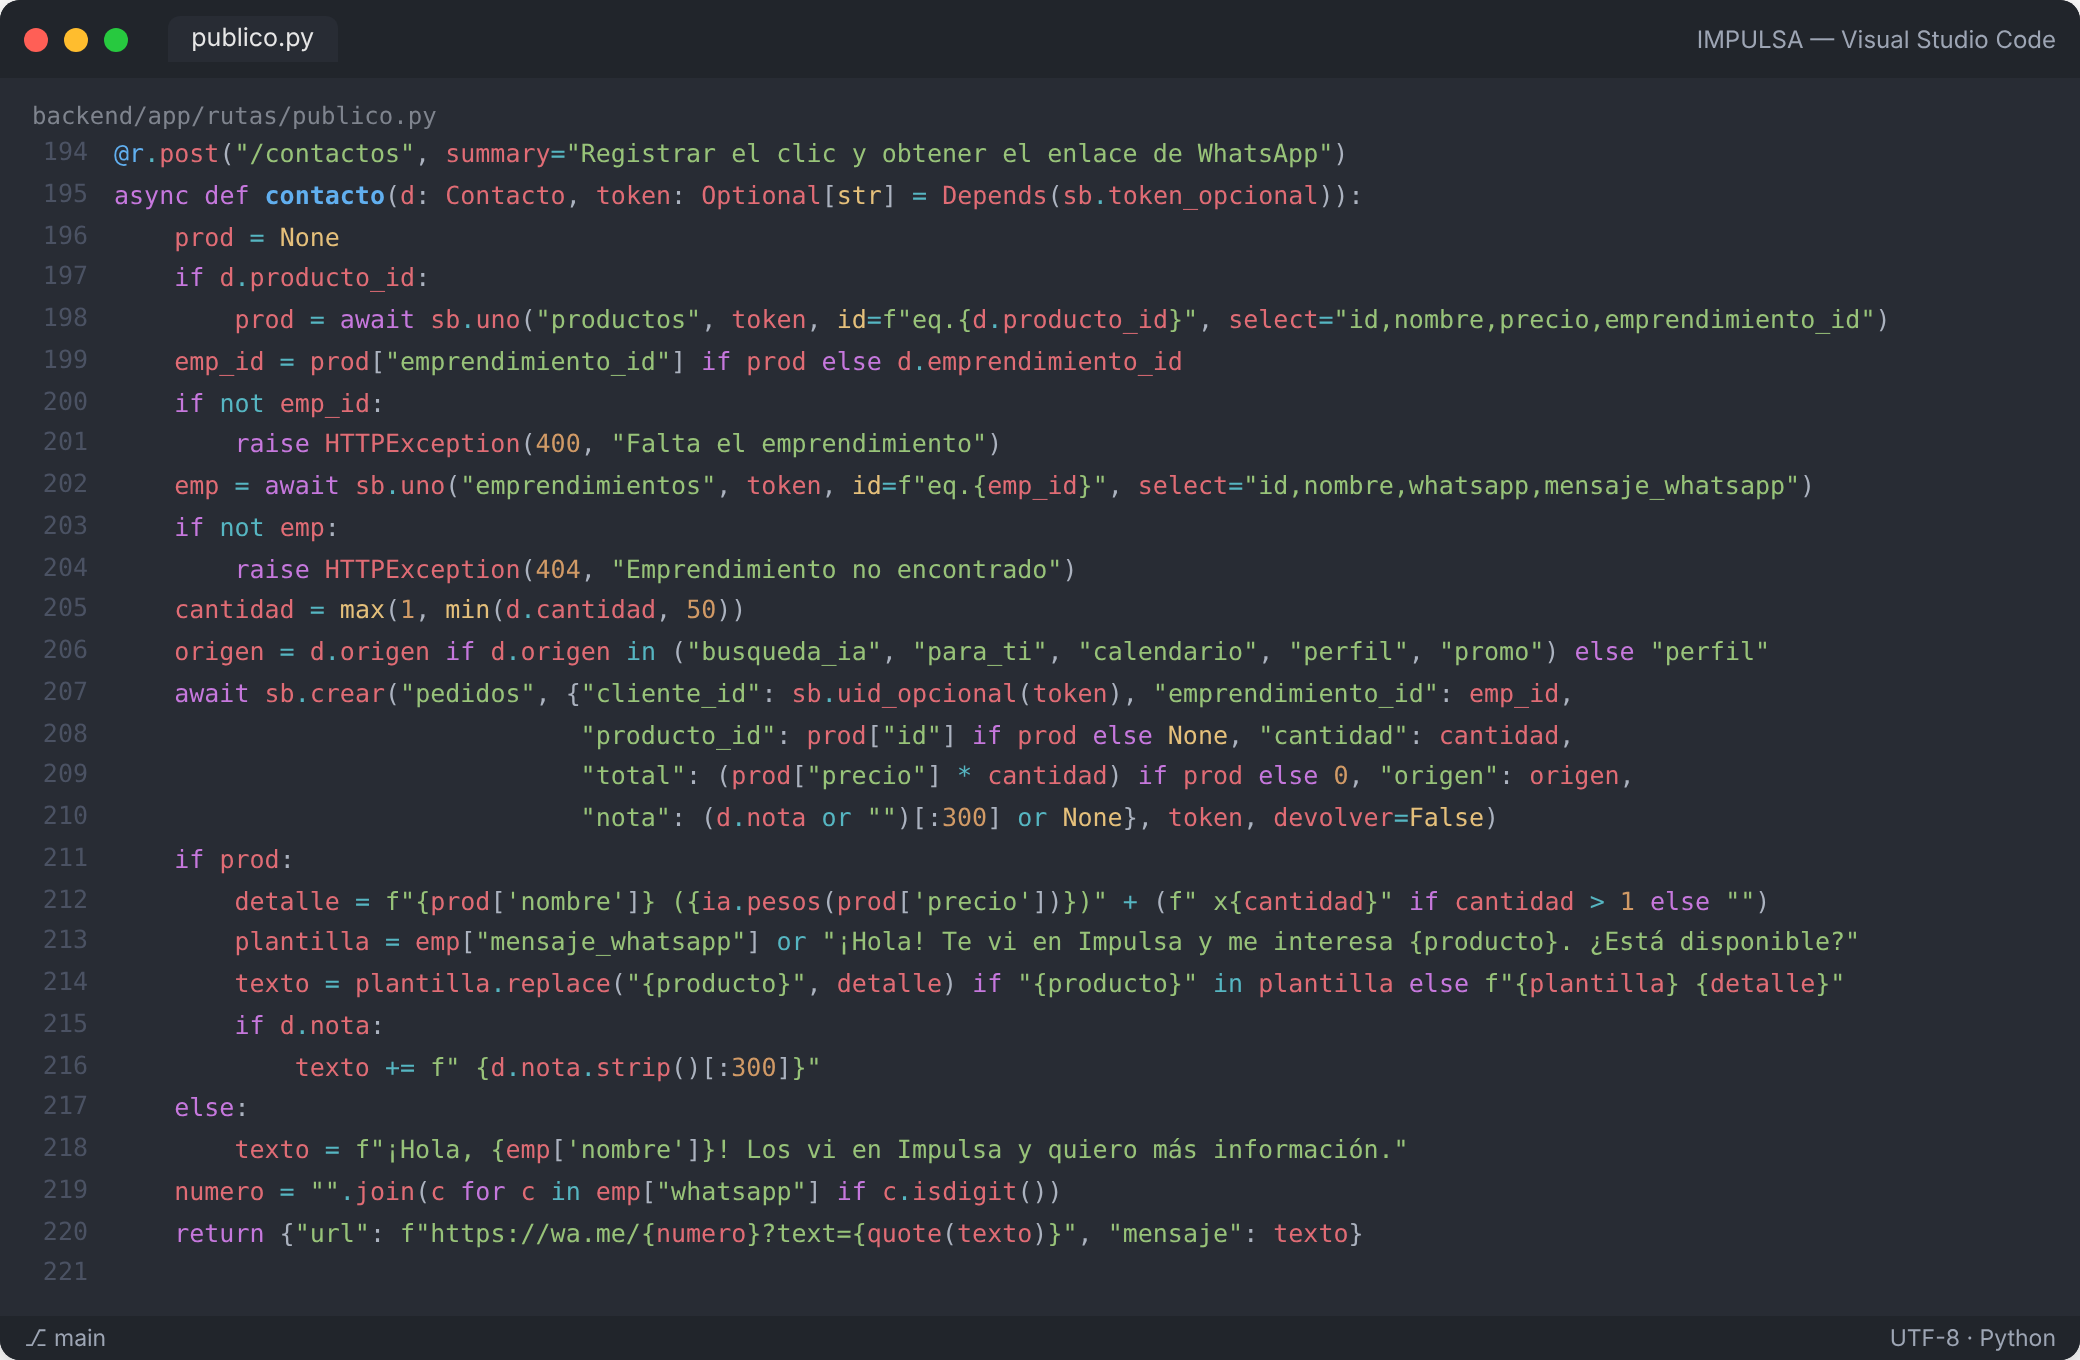 publico.py
IMPULSA — Visual Studio Code
backend/app/rutas/publico.py
194 @r.post("/contactos", summary="Registrar el clic y obtener el enlace de WhatsApp")
195 async def contacto(d: Contacto, token: Optional[str] = Depends(sb.token_opcional)):
196     prod = None
197     if d.producto_id:
198         prod = await sb.uno("productos", token, id=f"eq.{d.producto_id}", select="id,nombre,precio,emprendimiento_id")
199     emp_id = prod["emprendimiento_id"] if prod else d.emprendimiento_id
200     if not emp_id:
201         raise HTTPException(400, "Falta el emprendimiento")
202     emp = await sb.uno("emprendimientos", token, id=f"eq.{emp_id}", select="id,nombre,whatsapp,mensaje_whatsapp")
203     if not emp:
204         raise HTTPException(404, "Emprendimiento no encontrado")
205     cantidad = max(1, min(d.cantidad, 50))
206     origen = d.origen if d.origen in ("busqueda_ia", "para_ti", "calendario", "perfil", "promo") else "perfil"
207     await sb.crear("pedidos", {"cliente_id": sb.uid_opcional(token), "emprendimiento_id": emp_id,
208                                "producto_id": prod["id"] if prod else None, "cantidad": cantidad,
209                                "total": (prod["precio"] * cantidad) if prod else 0, "origen": origen,
210                                "nota": (d.nota or "")[:300] or None}, token, devolver=False)
211     if prod:
212         detalle = f"{prod['nombre']} ({ia.pesos(prod['precio'])})" + (f" x{cantidad}" if cantidad > 1 else "")
213         plantilla = emp["mensaje_whatsapp"] or "¡Hola! Te vi en Impulsa y me interesa {producto}. ¿Está disponible?"
214         texto = plantilla.replace("{producto}", detalle) if "{producto}" in plantilla else f"{plantilla} {detalle}"
215         if d.nota:
216             texto += f" {d.nota.strip()[:300]}"
217     else:
218         texto = f"¡Hola, {emp['nombre']}! Los vi en Impulsa y quiero más información."
219     numero = "".join(c for c in emp["whatsapp"] if c.isdigit())
220     return {"url": f"https://wa.me/{numero}?text={quote(texto)}", "mensaje": texto}
221
⎇ main
UTF-8 · Python